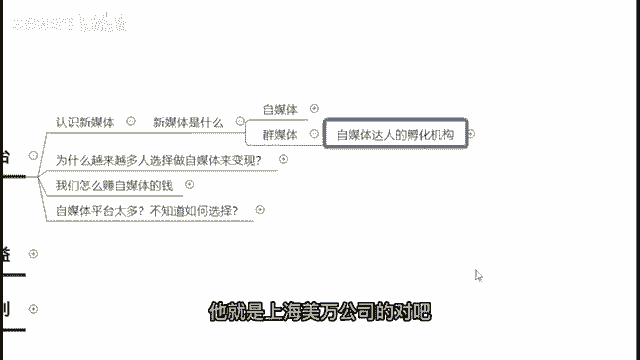 自媒体
认识新媒体 新媒体是什么
群媒体 自媒体达人的孵化机构
台
为什么越来越多人选择做自媒体来变现？
我们怎么赚自媒体的钱
自媒体平台太多？不知道如何选择？
益
他就是上海美万公司的对吧